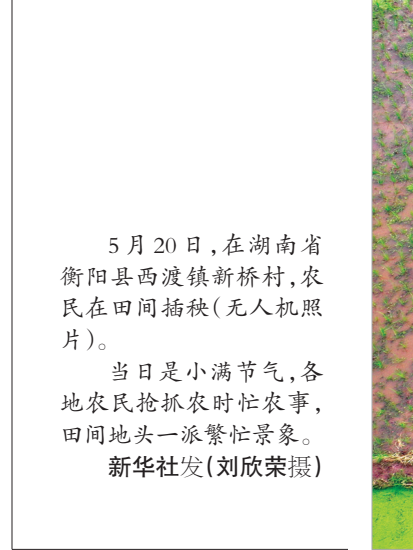 5月20日，在湖南省
衡阳县西渡镇新桥村，农
民在田间插秧（无人机照
片）。
当日是小满节气，各
地农民抢抓农时忙农事，
田间地头一派繁忙景象。
新华社发（刘欣荣摄）